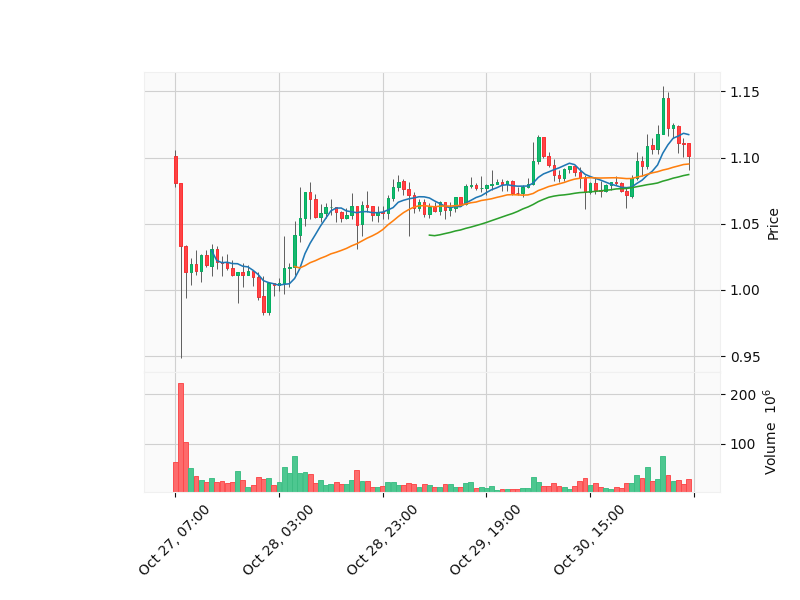 1.15
1.10
1.05
1.00
0.95
Price
200
100
Volume 10^6
Oct 27, 07:00
Oct 28, 03:00
Oct 28, 23:00
Oct 29, 19:00
Oct 30, 15:00